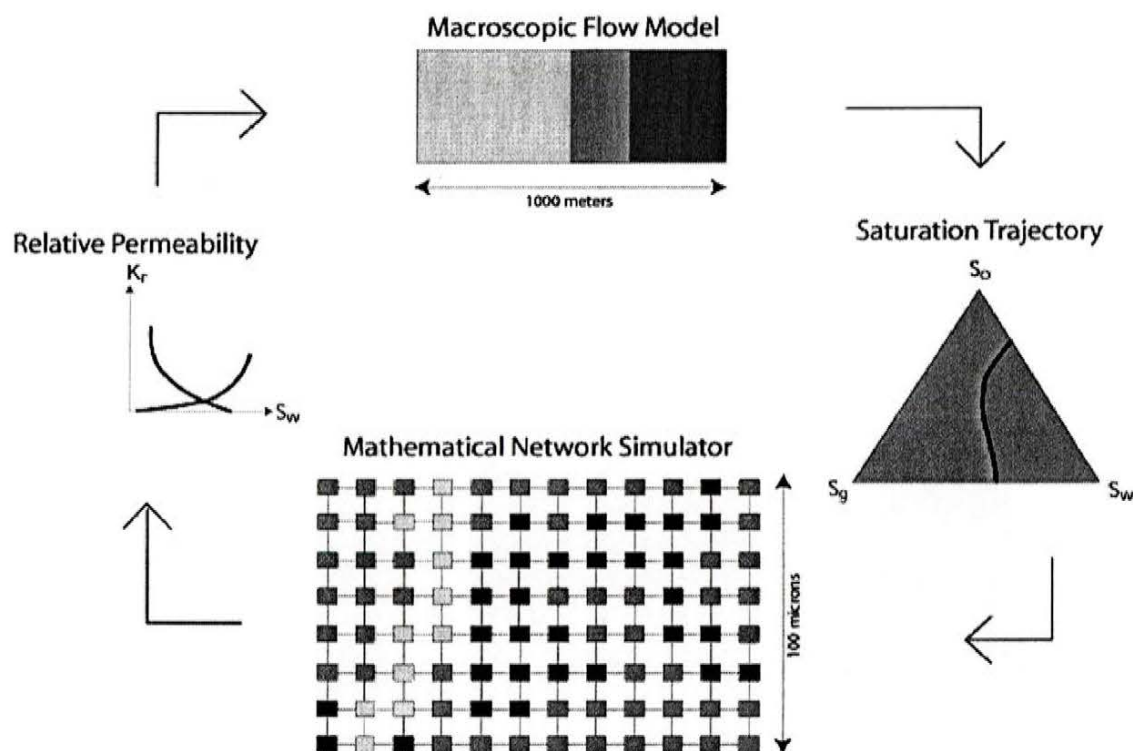 Macroscopic Flow Model
1000 meters
Relative Permeability
Kr
Sw
Saturation Trajectory
So
Sg
Sw
Mathematical Network Simulator
100 microns